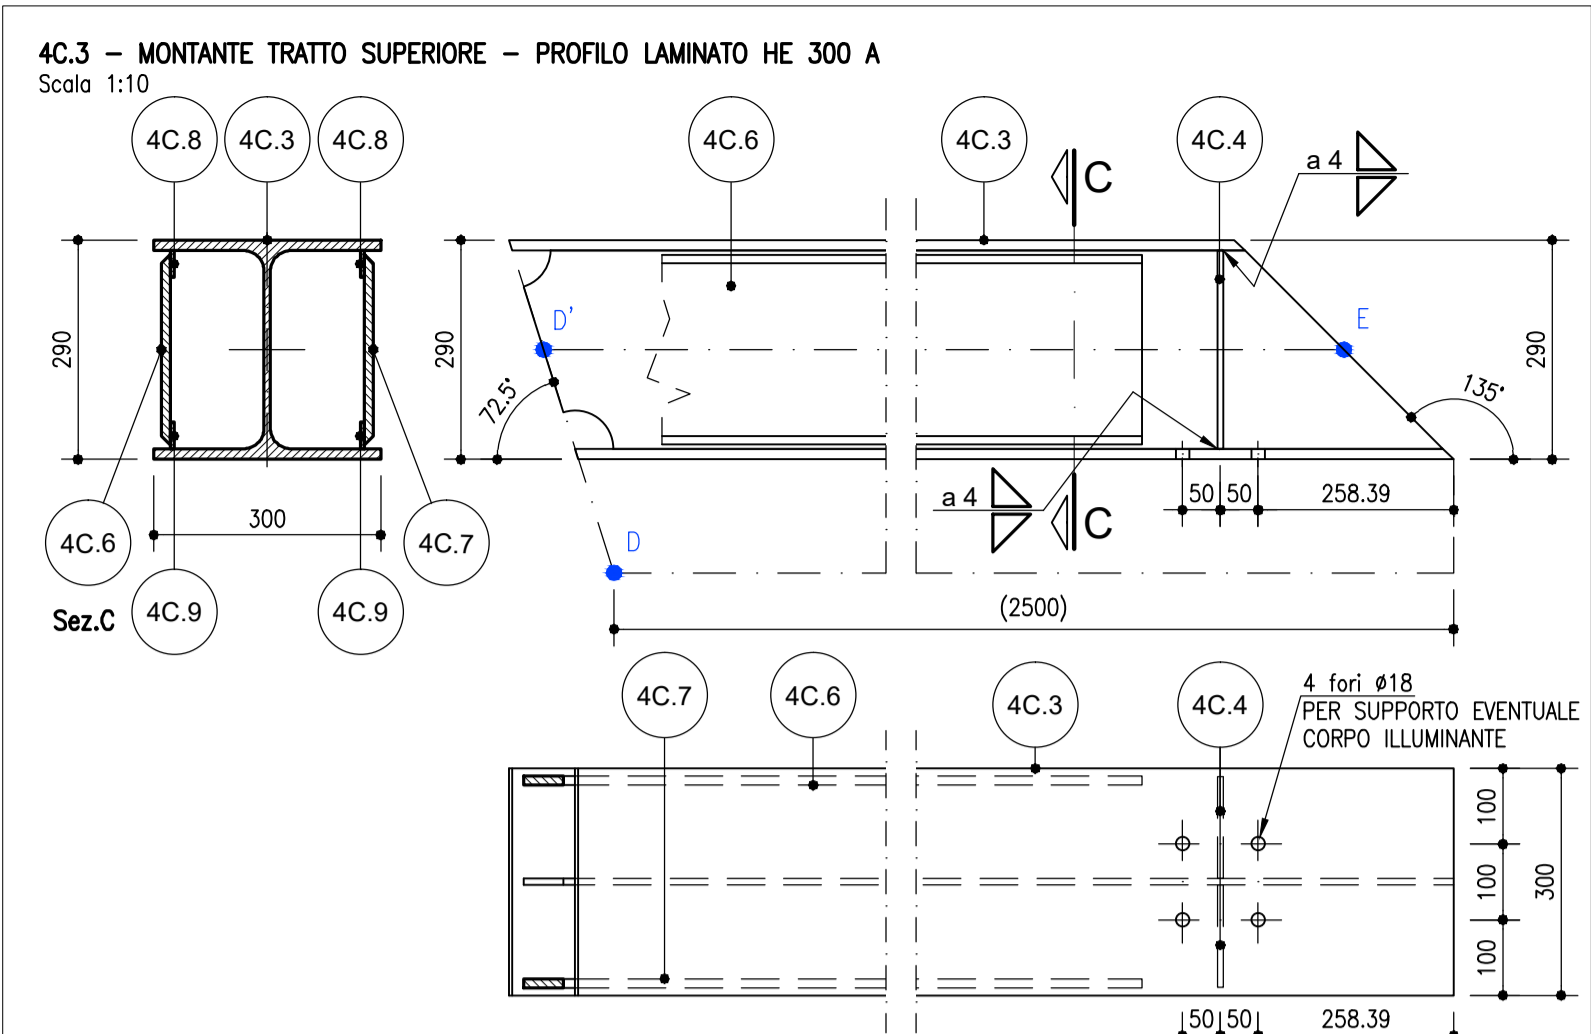 4C.3 – MONTANTE TRATTO SUPERIORE – PROFILO LAMINATO HE 300 A
Scala 1:10
4C.8
4C.3
4C.8
4C.6
4C.3
4C.4
a 4
C
290
290
D'
E
290
72.5°
135°
a 4
C
50
50
258.39
300
4C.6
4C.7
D
4C.9
4C.9
Sez.C
(2500)
4C.7
4C.6
4C.3
4C.4
4 fori ø18
PER SUPPORTO EVENTUALE
CORPO ILLUMINANTE
100
100
100
300
50
50
258.39